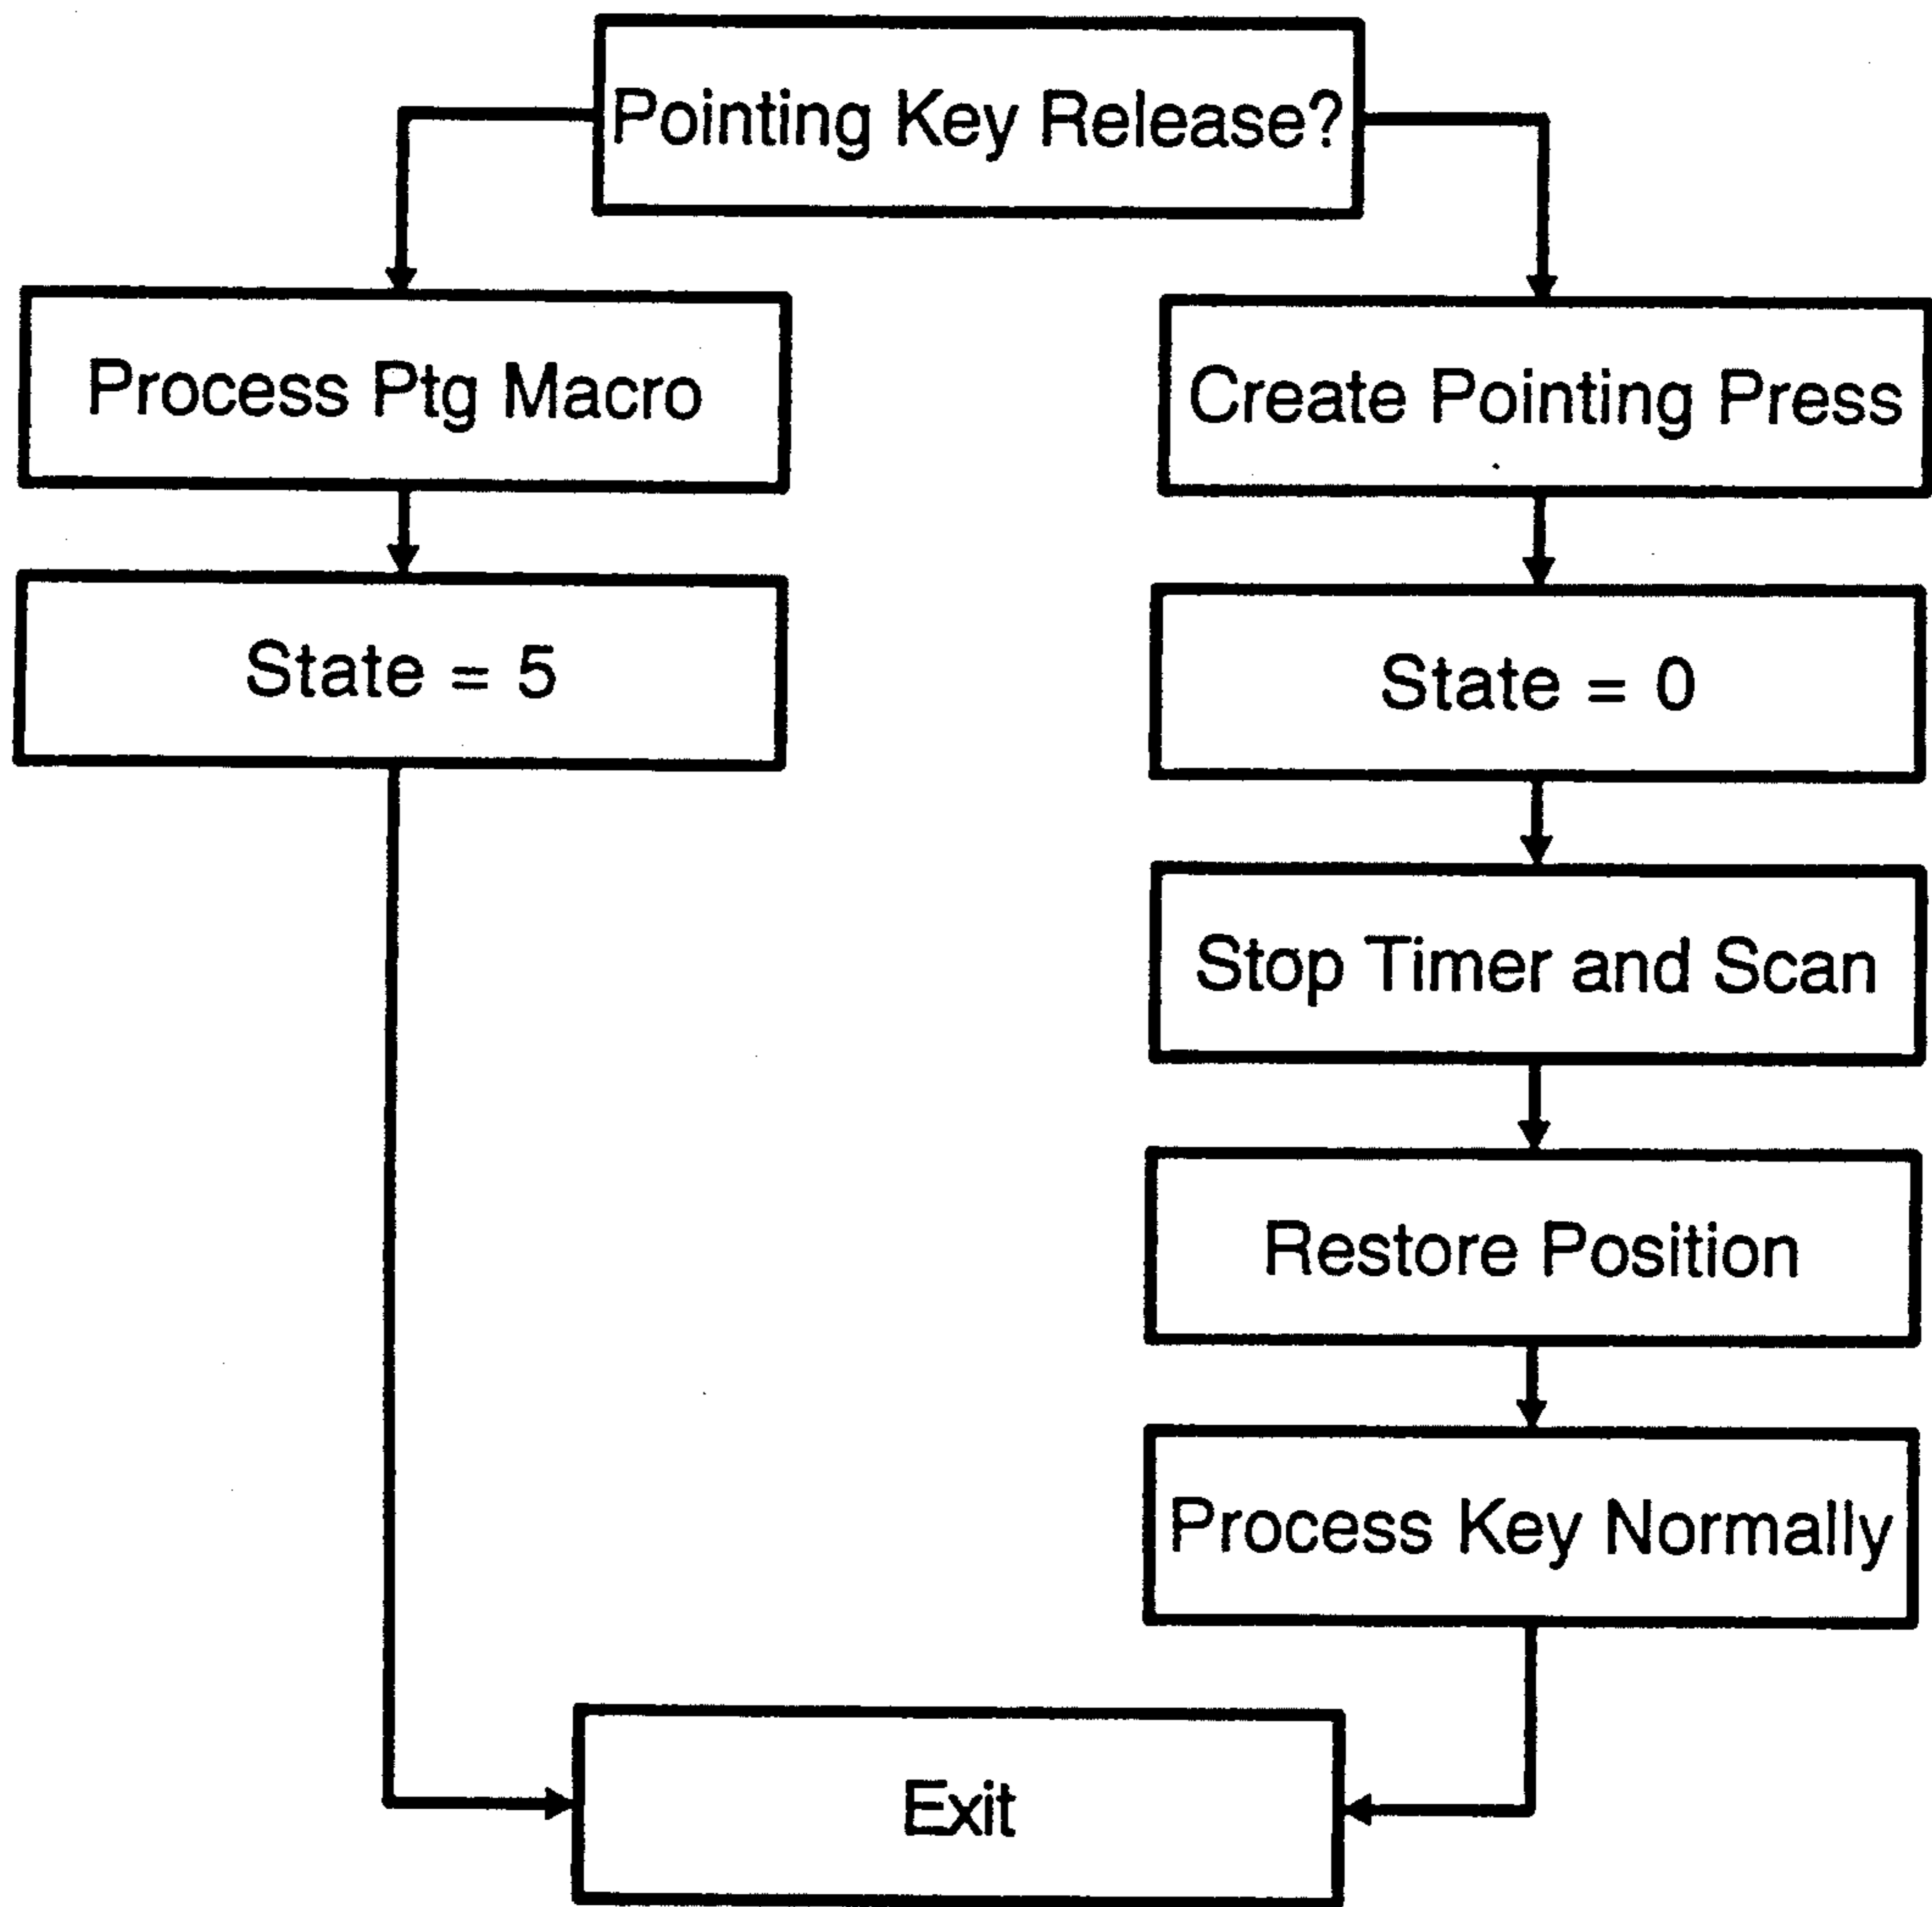 Pointing Key Release?
Process Ptg Macro
Create Pointing Press
State = 5
State = 0
Stop Timer and Scan
Restore Position
Process Key Normally
Exit